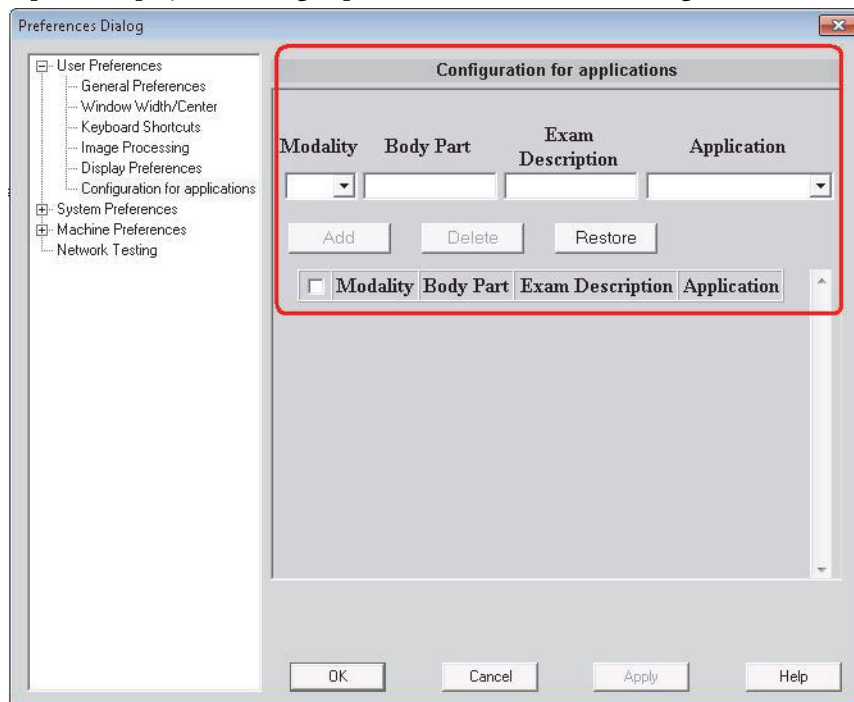 Preferences Dialog
User Preferences
General Preferences
Window Width/Center
Keyboard Shortcuts
Image Processing
Display Preferences
Configuration for applications
System Preferences
Machine Preferences
Network Testing
Configuration for applications
Modality Body Part Exam Description Application
Add Delete Restore
Modality Body Part Exam Description Application
OK Cancel Apply Help